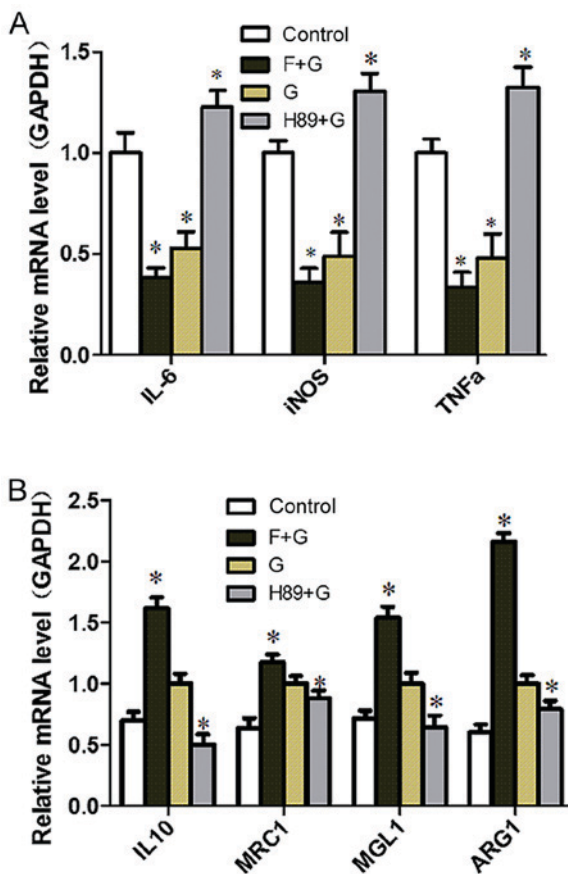 A
Relative mRNA level (GAPDH)
1.5
1.0
0.5
0.0
Control
F+G
G
H89+G
* * *
* * *
* * *
IL-6
iNOS
TNFa
B
Relative mRNA level (GAPDH)
2.5
2.0
1.5
1.0
0.5
0.0
Control
F+G
G
H89+G
* * * *
* * * *
IL10
MRC1
MGL1
ARG1